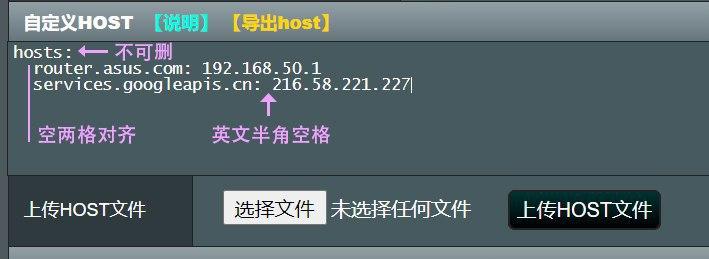 自定义HOST 【说明】 【导出host】
hosts: 不可删
router.asus.com: 192.168.50.1
services.googleapis.cn: 216.58.221.227
空两格对齐 英文半角空格
上传HOST文件 选择文件 未选择任何文件 上传HOST文件